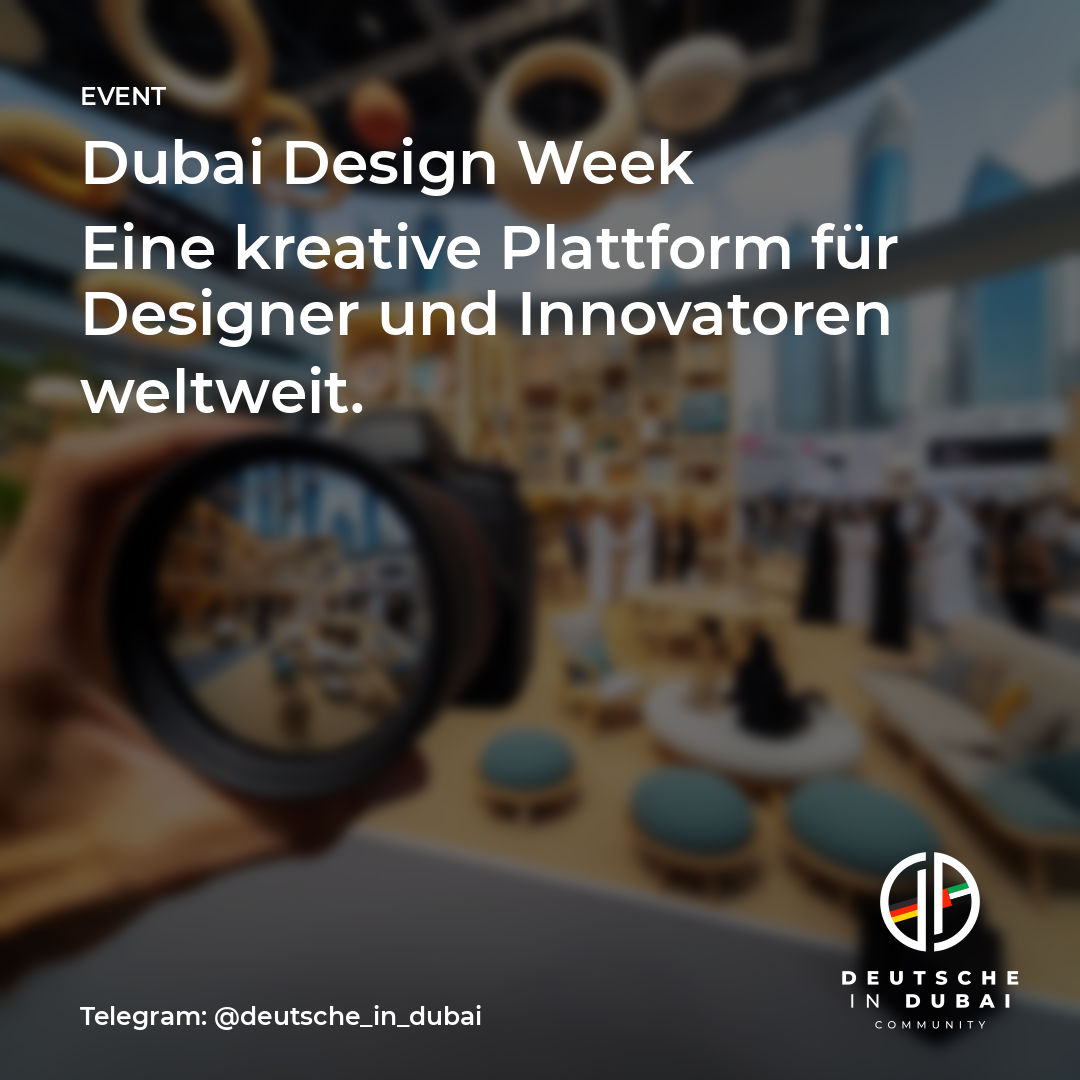 EVENT
Dubai Design Week
Eine kreative Plattform für
Designer und Innovatoren
weltweit.
Telegram: @deutsche_in_dubai
DEUTSCHE
IN DUBAI
COMMUNITY